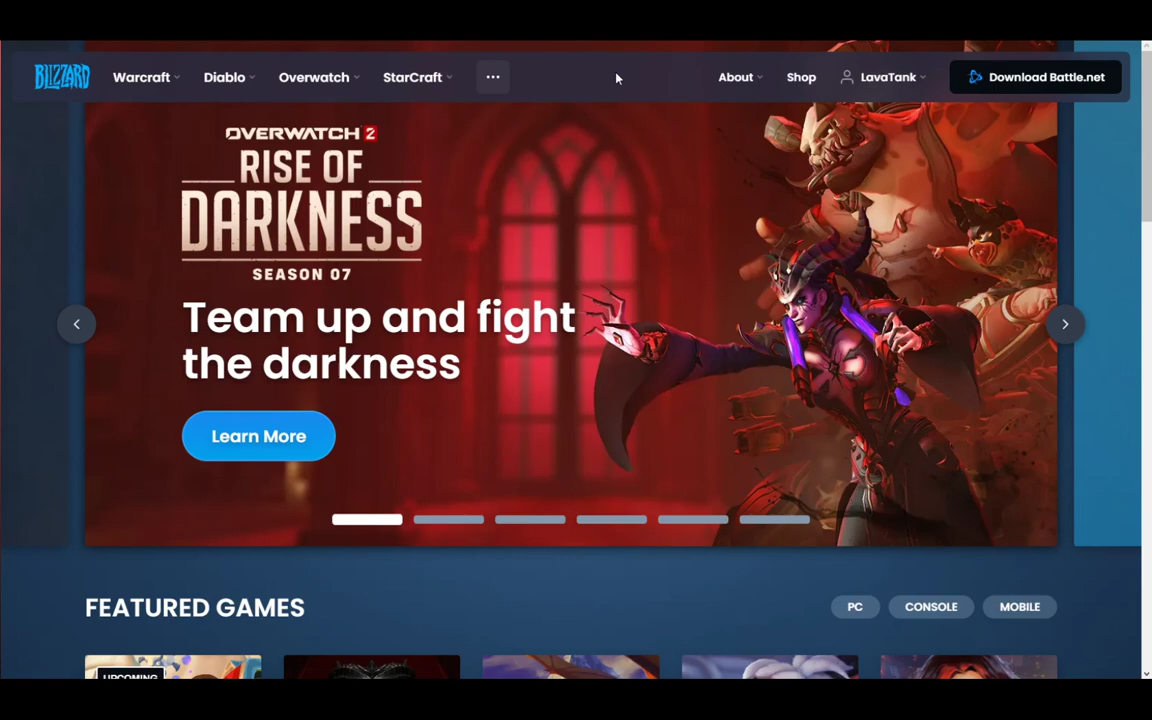 BLIZZARD Warcraft Diablo Overwatch StarCraft ••• About Shop LavaTank Download Battle.net
OVERWATCH 2
RISE OF
DARKNESS
SEASON 07
Team up and fight
the darkness
Learn More
FEATURED GAMES PC CONSOLE MOBILE
UPCOMING